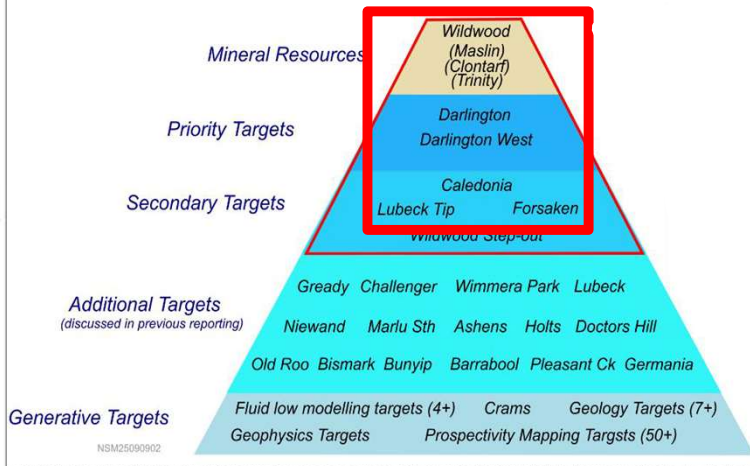 Mineral Resources
Wildwood
(Maslin)
(Clontarf)
(Trinity)
Priority Targets
Darlington
Darlington West
Secondary Targets
Caledonia
Lubeck Tip Forsaken
Wildwood Step-out
Additional Targets
(discussed in previous reporting)
Gready Challenger Wimmera Park Lubeck
Niewand Marlu Sth Ashens Holts Doctors Hill
Old Roo Bismark Bunyip Barrabool Pleasant Ck Germania
Generative Targets
Fluid low modelling targets (4+) Crams Geology Targets (7+)
Geophysics Targets Prospectivity Mapping Targsts (50+)
NSM25090902